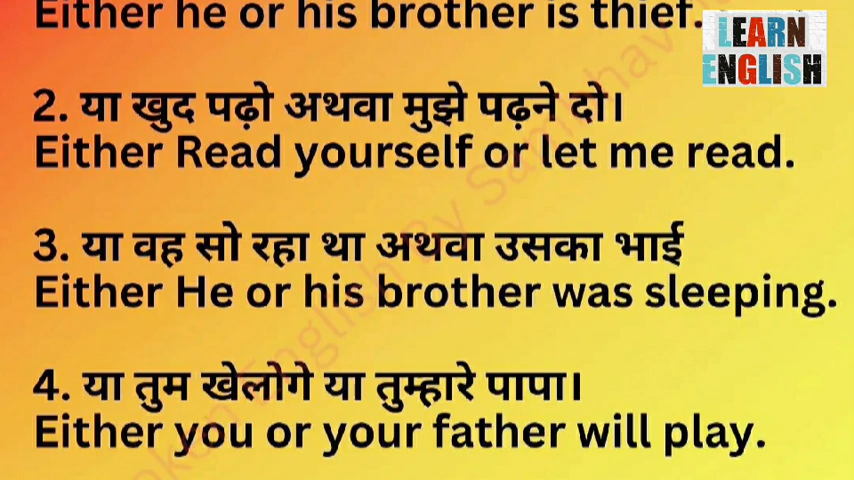 Either he or his brother is thief.
LEARN
ENGLISH
2. या खुद पढ़ो अथवा मुझे पढ़ने दो।
Either Read yourself or let me read.
3. या वह सो रहा था अथवा उसका भाई
Either He or his brother was sleeping.
4. या तुम खेलोगे या तुम्हारे पापा।
Either you or your father will play.